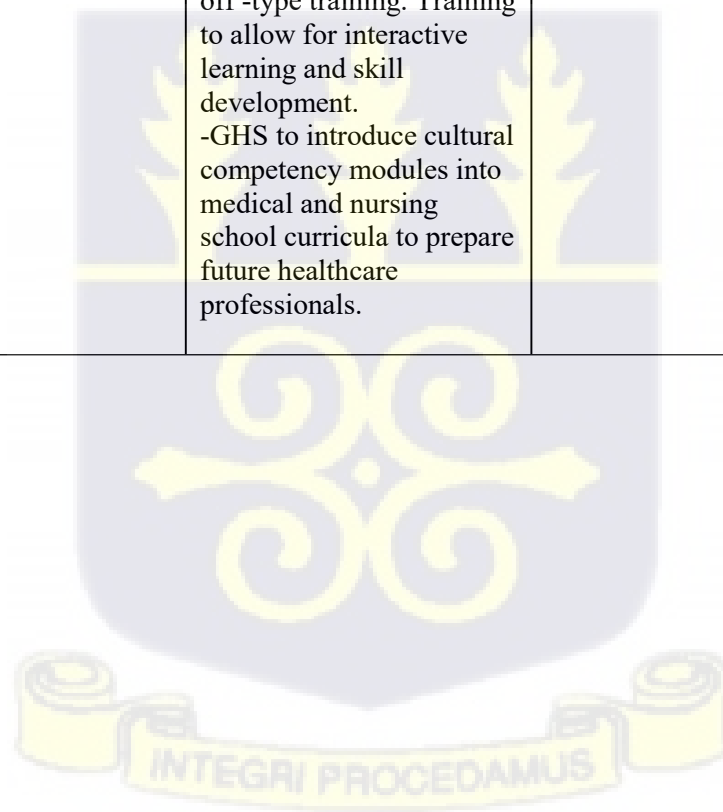 off -type training. Training
to allow for interactive
learning and skill
development.
-GHS to introduce cultural
competency modules into
medical and nursing
school curricula to prepare
future healthcare
professionals.
INTEGRI PROCEDAMUS